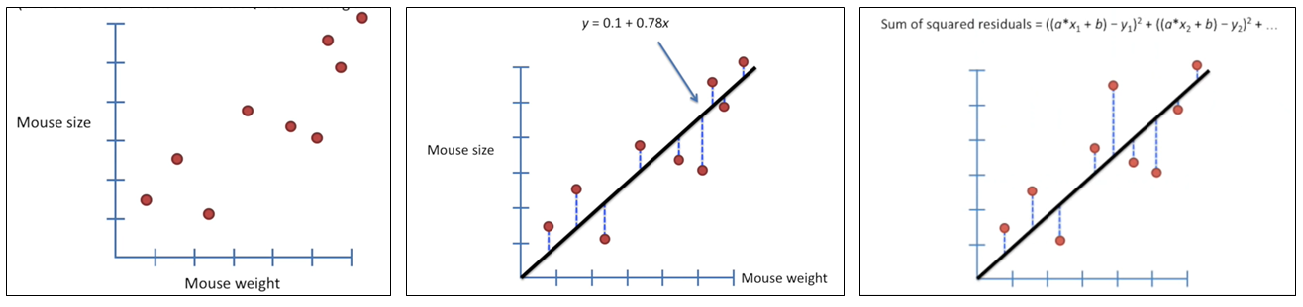 Mouse size
Mouse weight
y = 0.1 + 0.78x
Mouse size
Mouse weight
Sum of squared residuals = ((a*x₁ + b) – y₁)² + ((a*x₂ + b) – y₂)² + ...